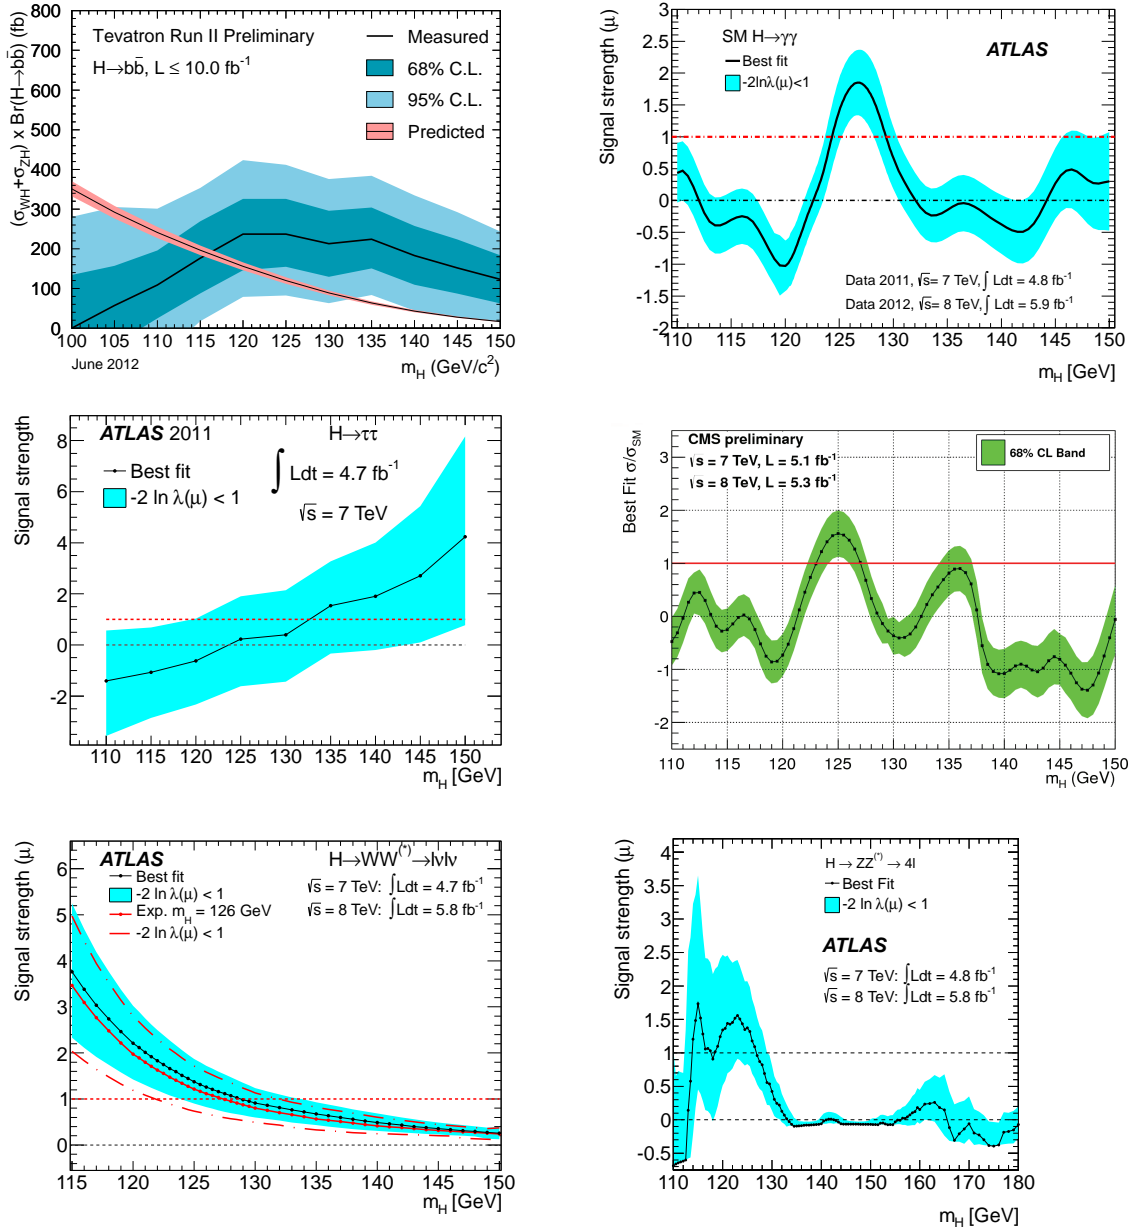 (σWH+σZH) x Br(H→bb̄) (fb)
800
700
600
500
400
300
200
100
0
Tevatron Run II Preliminary
H→bb̄, L ≤ 10.0 fb-1
Measured
68% C.L.
95% C.L.
Predicted
100 105 110 115 120 125 130 135 140 145 150
June 2012
mH (GeV/c2)
Signal strength (μ)
3
2.5
2
1.5
1
0.5
0
-0.5
-1
-1.5
-2
SM H→γγ
Best fit
-2lnλ(μ)<1
ATLAS
Data 2011, √s= 7 TeV, ∫ Ldt = 4.8 fb-1
Data 2012, √s= 8 TeV, ∫ Ldt = 5.9 fb-1
110 115 120 125 130 135 140 145 150
mH [GeV]
Signal strength
8
6
4
2
0
-2
ATLAS 2011
H→ττ
Best fit
-2 ln λ(μ) < 1
∫ Ldt = 4.7 fb-1
√s = 7 TeV
110 115 120 125 130 135 140 145 150
mH [GeV]
Best Fit σ/σSM
3
2
1
0
-1
-2
CMS preliminary
√s = 7 TeV, L = 5.1 fb-1
√s = 8 TeV, L = 5.3 fb-1
68% CL Band
110 115 120 125 130 135 140 145 150
mH (GeV)
Signal strength (μ)
6
5
4
3
2
1
0
ATLAS
Best fit
-2 ln λ(μ) < 1
Exp. mH = 126 GeV
-2 ln λ(μ) < 1
H→WW(*)→lνlν
√s = 7 TeV: ∫Ldt = 4.7 fb-1
√s = 8 TeV: ∫Ldt = 5.8 fb-1
115 120 125 130 135 140 145 150
mH [GeV]
Signal strength (μ)
4
3.5
3
2.5
2
1.5
1
0.5
0
-0.5
H→ZZ(*)→4l
Best Fit
-2 ln λ(μ) < 1
ATLAS
√s = 7 TeV: ∫Ldt = 4.8 fb-1
√s = 8 TeV: ∫Ldt = 5.8 fb-1
110 120 130 140 150 160 170 180
mH [GeV]